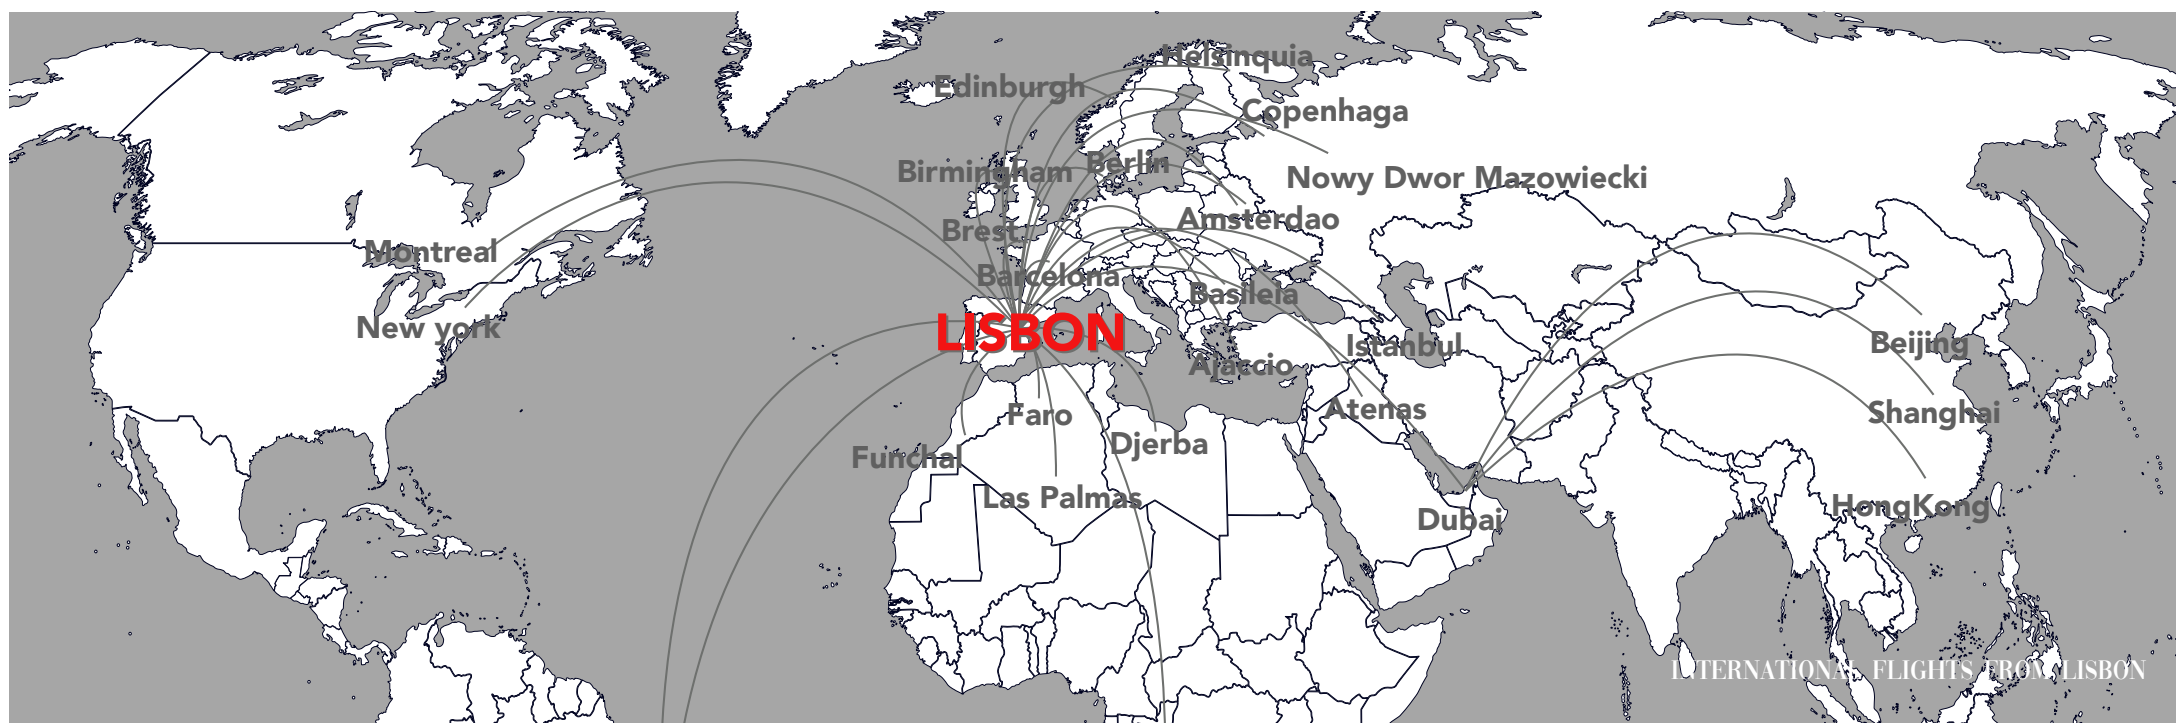 Helsinquia
Edinburgh
Copenhaga
Birmingham
Berlin
Nowy Dwor Mazowiecki
Amsterdao
Brest
Montreal
Barcelona
Basileia
New york
LISBON
Istanbul
Beijing
Ajaccio
Faro
Atenas
Shanghai
Djerba
Funchal
Las Palmas
HongKong
Dubai
INTERNATIONAL FLIGHTS FROM LISBON